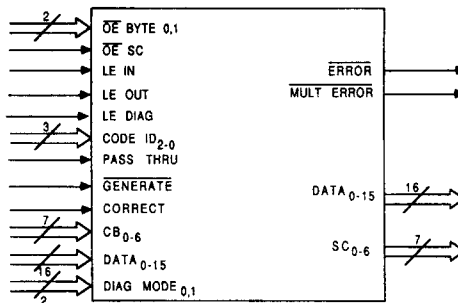 2
OE BYTE 0,1
OE SC
LE IN
ERROR
LE OUT
MULT ERROR
LE DIAG
3
CODE ID2-0
PASS THRU
GENERATE
DATA0-15
16
CORRECT
7
CB0-6
SC0-6
7
DATA0-15
16
DIAG MODE0,1
2